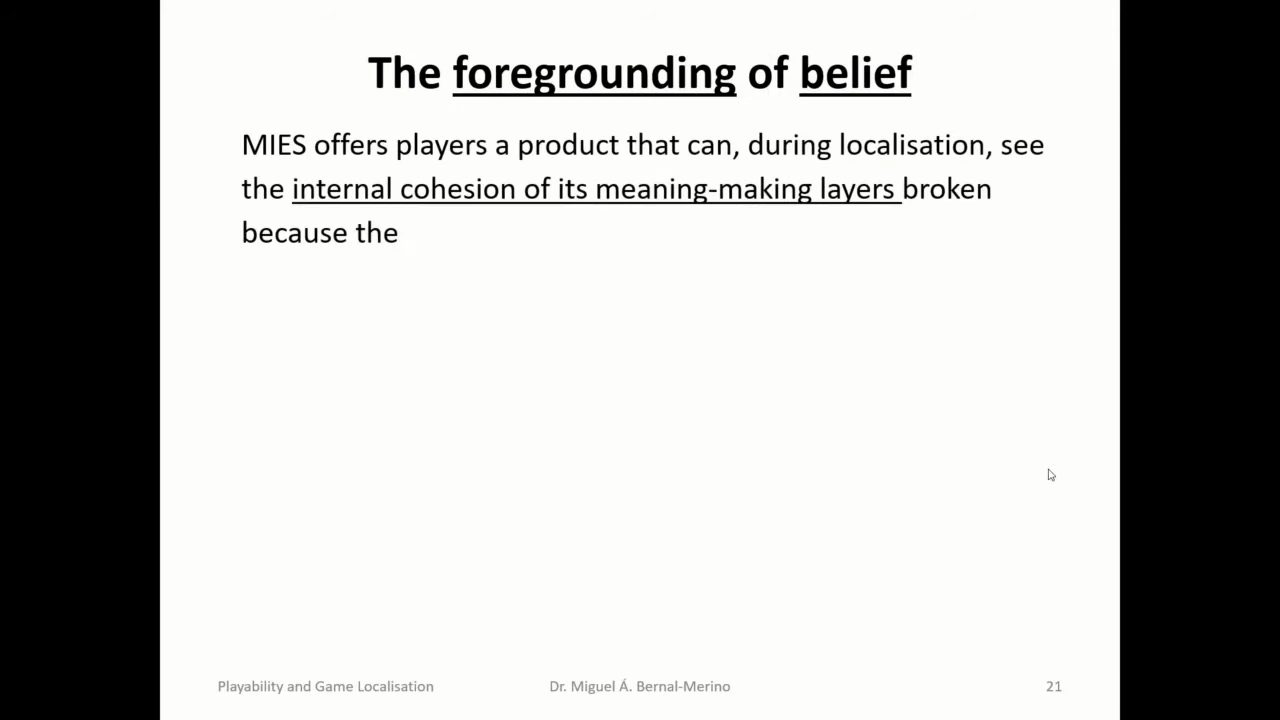 The foregrounding of belief
MIES offers players a product that can, during localisation, see
the internal cohesion of its meaning-making layers broken
because the
Playability and Game Localisation
Dr. Miguel Á. Bernal-Merino
21